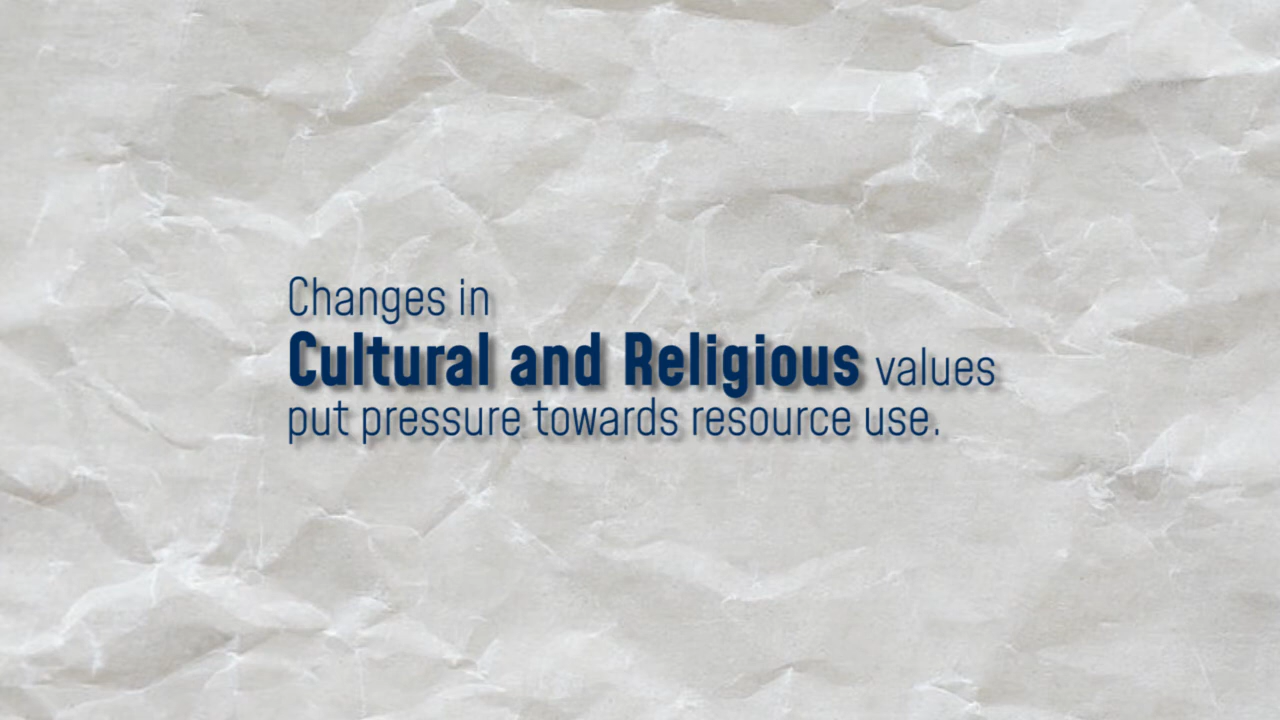 Changes in
Cultural and Religious values
put pressure towards resource use.